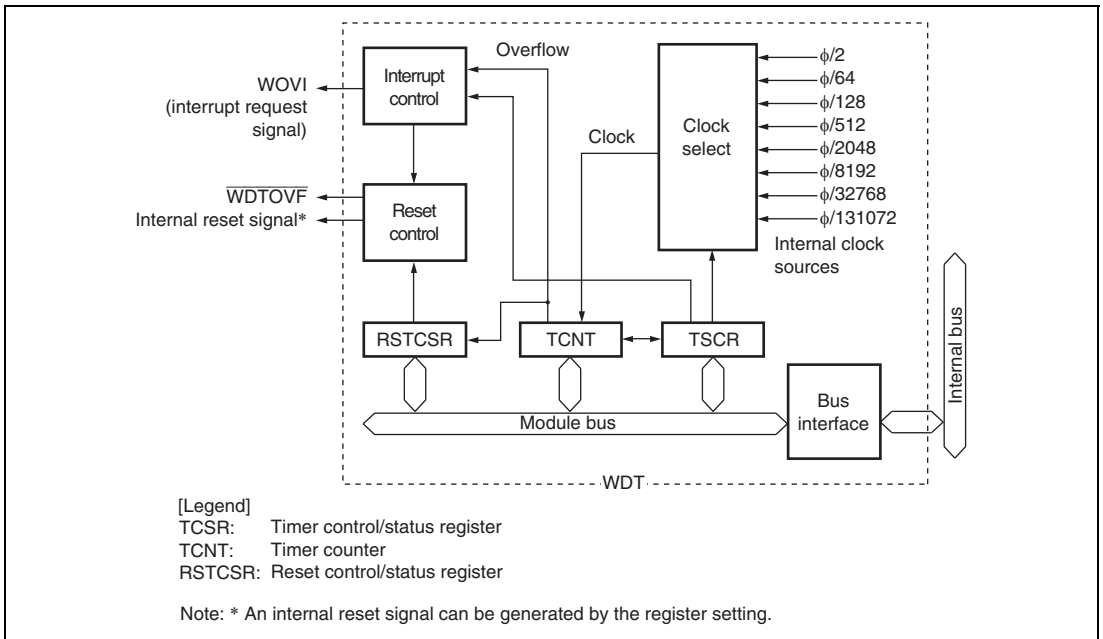 Overflow
Interrupt
control
WOVI
(interrupt request
signal)
Clock
Clock
select
ϕ/2
ϕ/64
ϕ/128
ϕ/512
ϕ/2048
ϕ/8192
ϕ/32768
ϕ/131072
Internal clock
sources
WDTOVF
Internal reset signal*
Reset
control
RSTCSR
TCNT
TSCR
Module bus
Bus
interface
Internal bus
WDT
[Legend]
TCSR: Timer control/status register
TCNT: Timer counter
RSTCSR: Reset control/status register
Note: * An internal reset signal can be generated by the register setting.